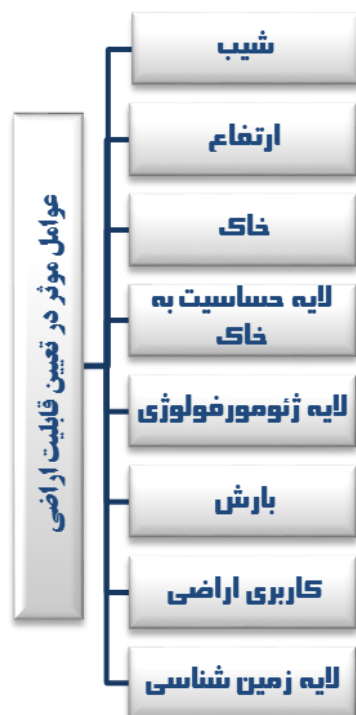 عوامل موثر در تعیین قابلیت اراضی
شیب
ارتفاع
خاک
لایه حساسیت به
خاک
لایه ژئومورفولوژی
بارش
کاربری اراضی
لایه زمین شناسی